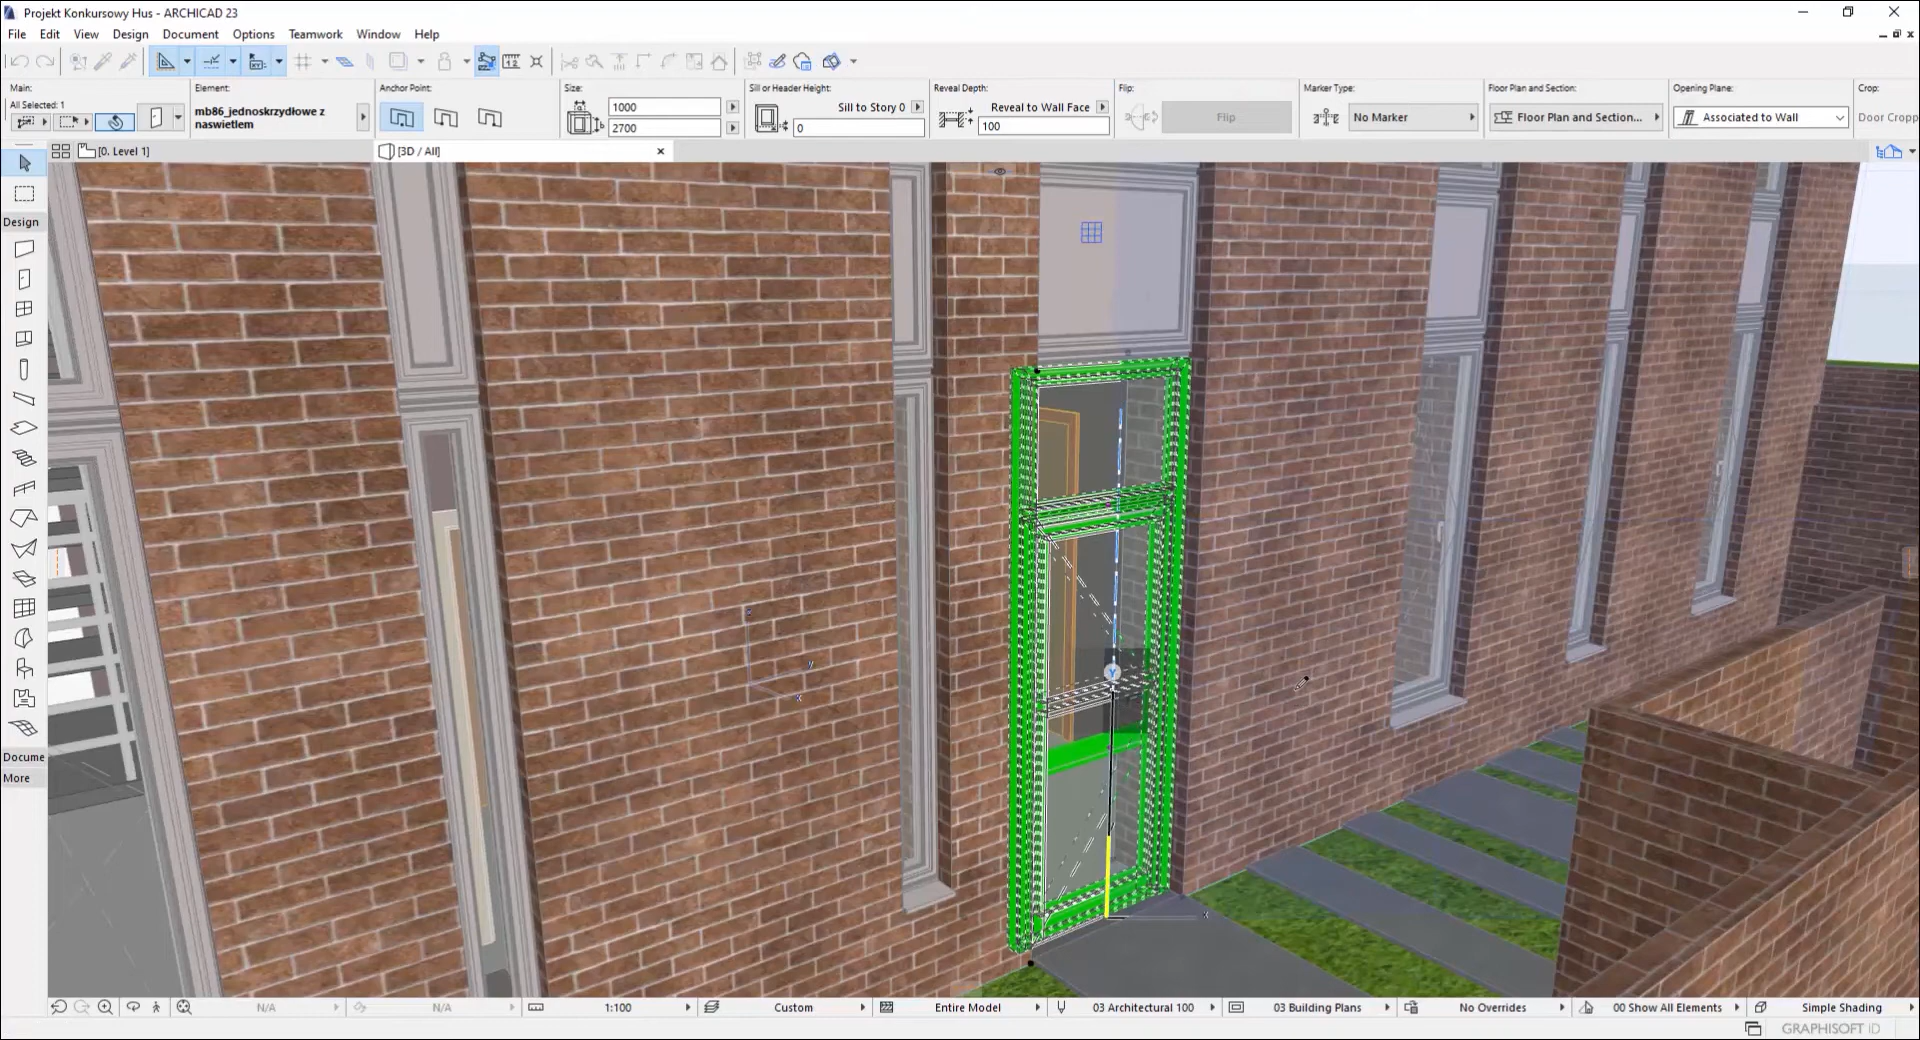 Projekt Konkursowy Hus - ARCHICAD 23
File Edit View Design Document Options Teamwork Window Help
Main:
All Selected: 1
Element:
mb86_jednoskrzydłowe z
naswietlem
Anchor Point:
Size:
1000
2700
Sill or Header Height:
Sill to Story 0
0
Reveal Depth:
Reveal to Wall Face
100
Flip:
Flip
Marker Type:
No Marker
Floor Plan and Section:
Floor Plan and Section...
Opening Plane:
Associated to Wall
Crop:
Door Cropp
[0. Level 1]
[3D / All]
Design
Docume
More
z
y
x
Y
x
N/A
N/A
1:100
Custom
Entire Model
03 Architectural 100
03 Building Plans
No Overrides
00 Show All Elements
Simple Shading
GRAPHISOFT ID